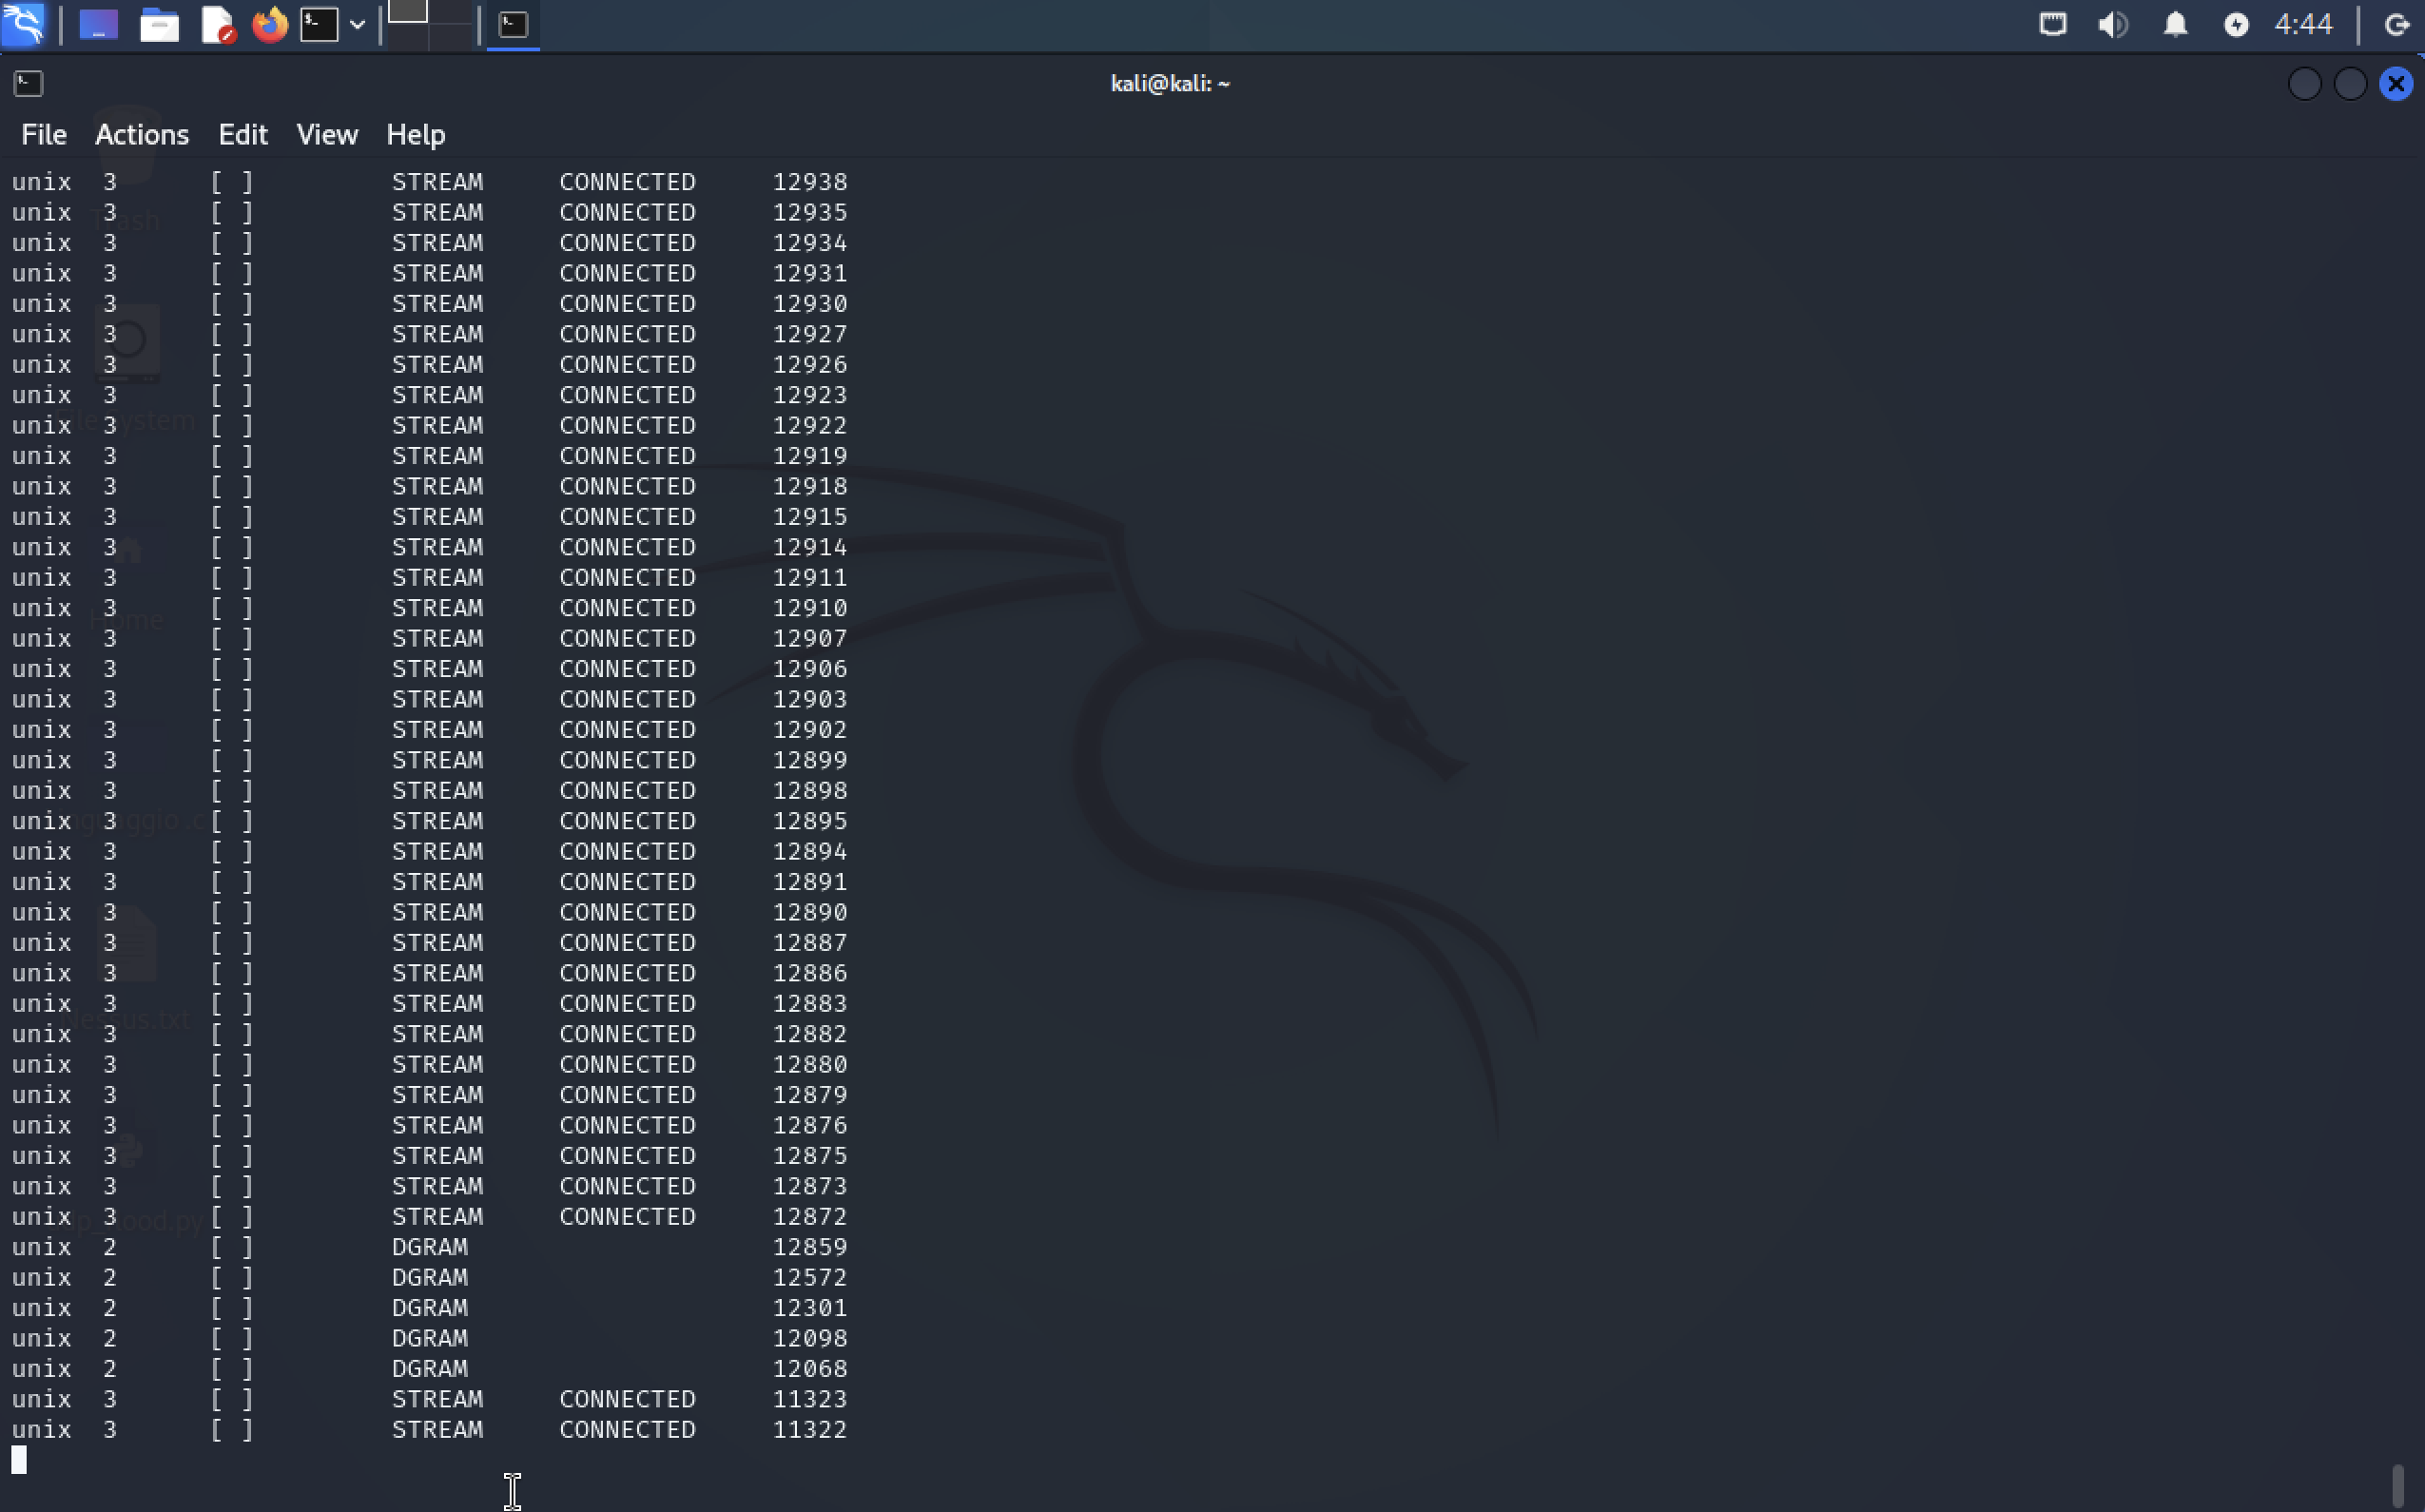 4:44
kali@kali: ~
File Actions Edit View Help
unix 3 [ ] STREAM CONNECTED 12938
unix 3 [ ] STREAM CONNECTED 12935
Trash
unix 3 [ ] STREAM CONNECTED 12934
unix 3 [ ] STREAM CONNECTED 12931
unix 3 [ ] STREAM CONNECTED 12930
unix 3 [ ] STREAM CONNECTED 12927
unix 3 [ ] STREAM CONNECTED 12926
unix 3 [ ] STREAM CONNECTED 12923
unix 3 [ ] STREAM CONNECTED 12922
File System
unix 3 [ ] STREAM CONNECTED 12919
unix 3 [ ] STREAM CONNECTED 12918
unix 3 [ ] STREAM CONNECTED 12915
unix 3 [ ] STREAM CONNECTED 12914
unix 3 [ ] STREAM CONNECTED 12911
unix 3 [ ] STREAM CONNECTED 12910
Home
unix 3 [ ] STREAM CONNECTED 12907
unix 3 [ ] STREAM CONNECTED 12906
unix 3 [ ] STREAM CONNECTED 12903
unix 3 [ ] STREAM CONNECTED 12902
unix 3 [ ] STREAM CONNECTED 12899
unix 3 [ ] STREAM CONNECTED 12898
unix 3 [ ] STREAM CONNECTED 12895
unix 3 [ ] STREAM CONNECTED 12894
unix 3 [ ] STREAM CONNECTED 12891
unix 3 [ ] STREAM CONNECTED 12890
unix 3 [ ] STREAM CONNECTED 12887
unix 3 [ ] STREAM CONNECTED 12886
unix 3 [ ] STREAM CONNECTED 12883
Nessus.txt
unix 3 [ ] STREAM CONNECTED 12882
unix 3 [ ] STREAM CONNECTED 12880
unix 3 [ ] STREAM CONNECTED 12879
unix 3 [ ] STREAM CONNECTED 12876
unix 3 [ ] STREAM CONNECTED 12875
unix 3 [ ] STREAM CONNECTED 12873
unix 3 [ ] STREAM CONNECTED 12872
unix 2 [ ] DGRAM 12859
unix 2 [ ] DGRAM 12572
unix 2 [ ] DGRAM 12301
unix 2 [ ] DGRAM 12098
unix 2 [ ] DGRAM 12068
unix 3 [ ] STREAM CONNECTED 11323
unix 3 [ ] STREAM CONNECTED 11322